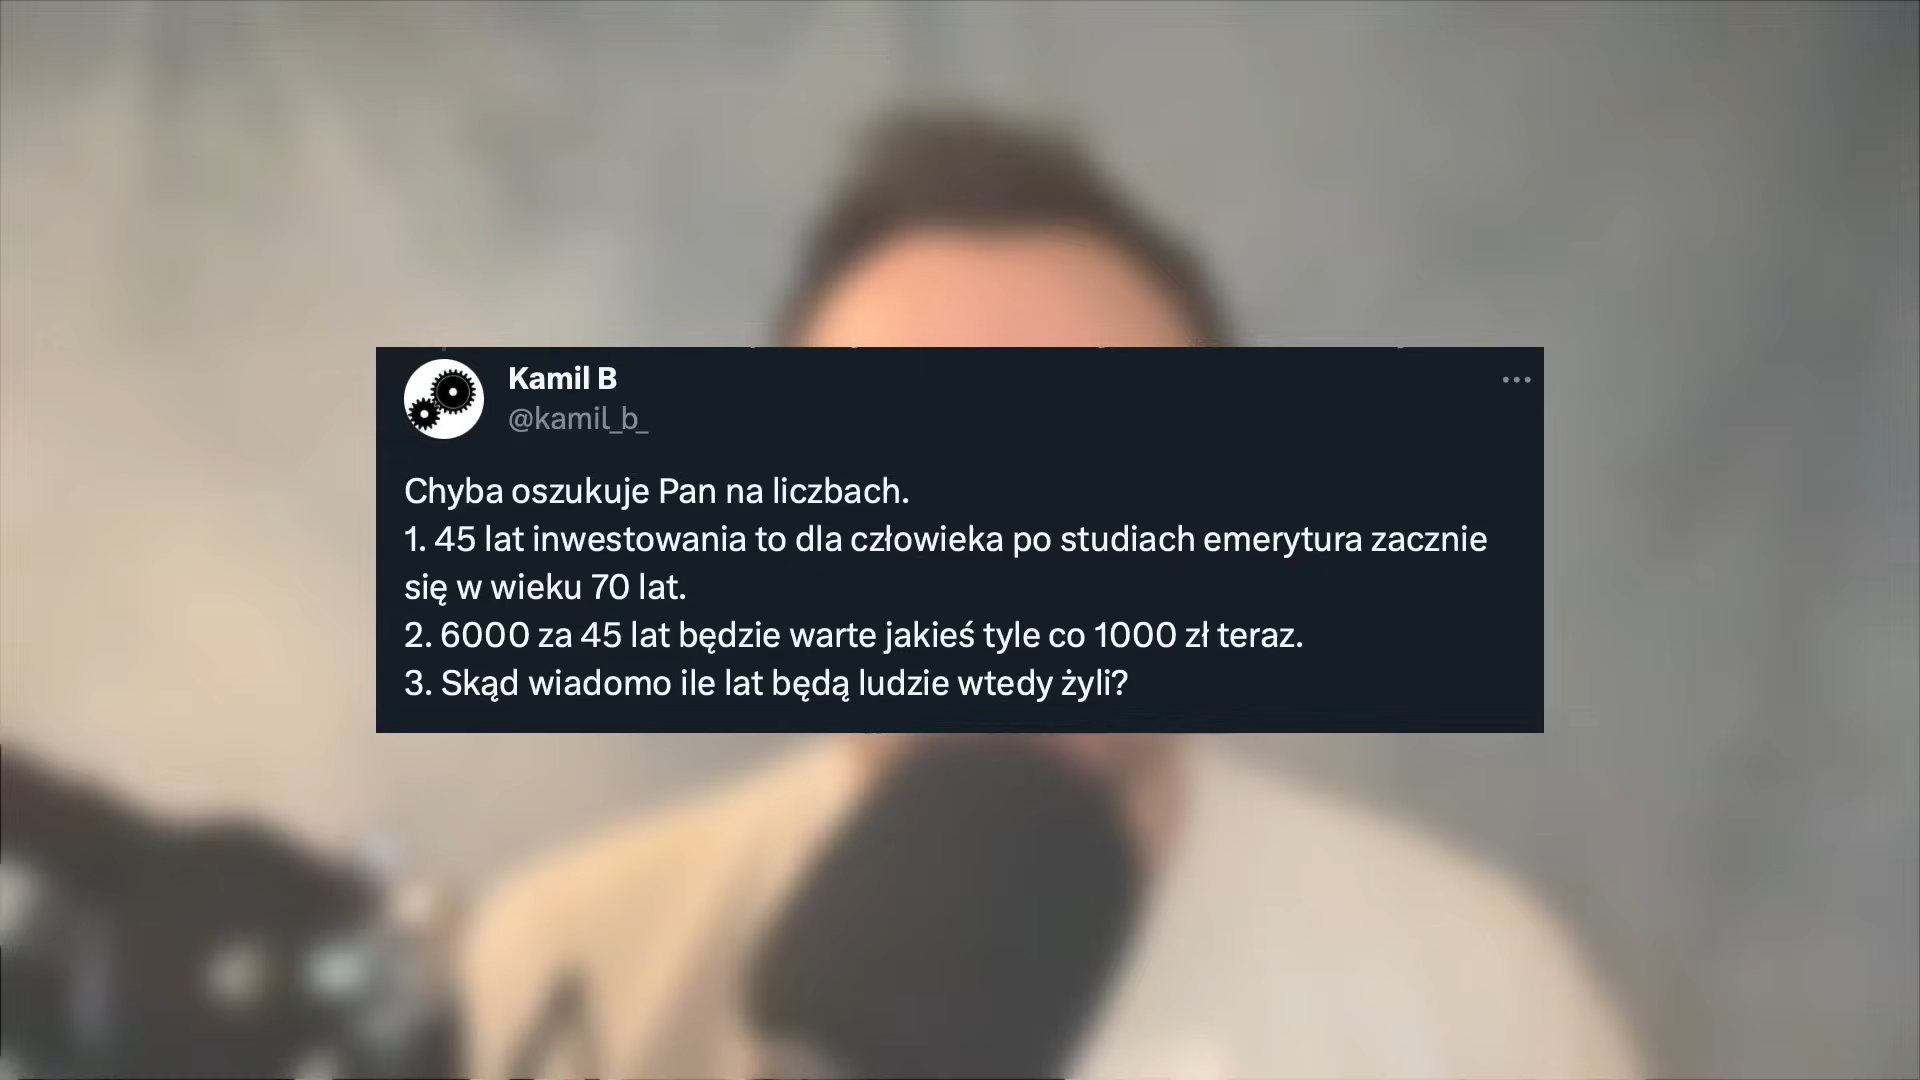 Kamil B
@kamil_b_
Chyba oszukuje Pan na liczbach.
1. 45 lat inwestowania to dla człowieka po studiach emerytura zacznie
się w wieku 70 lat.
2. 6000 za 45 lat będzie warte jakieś tyle co 1000 zł teraz.
3. Skąd wiadomo ile lat będą ludzie wtedy żyli?